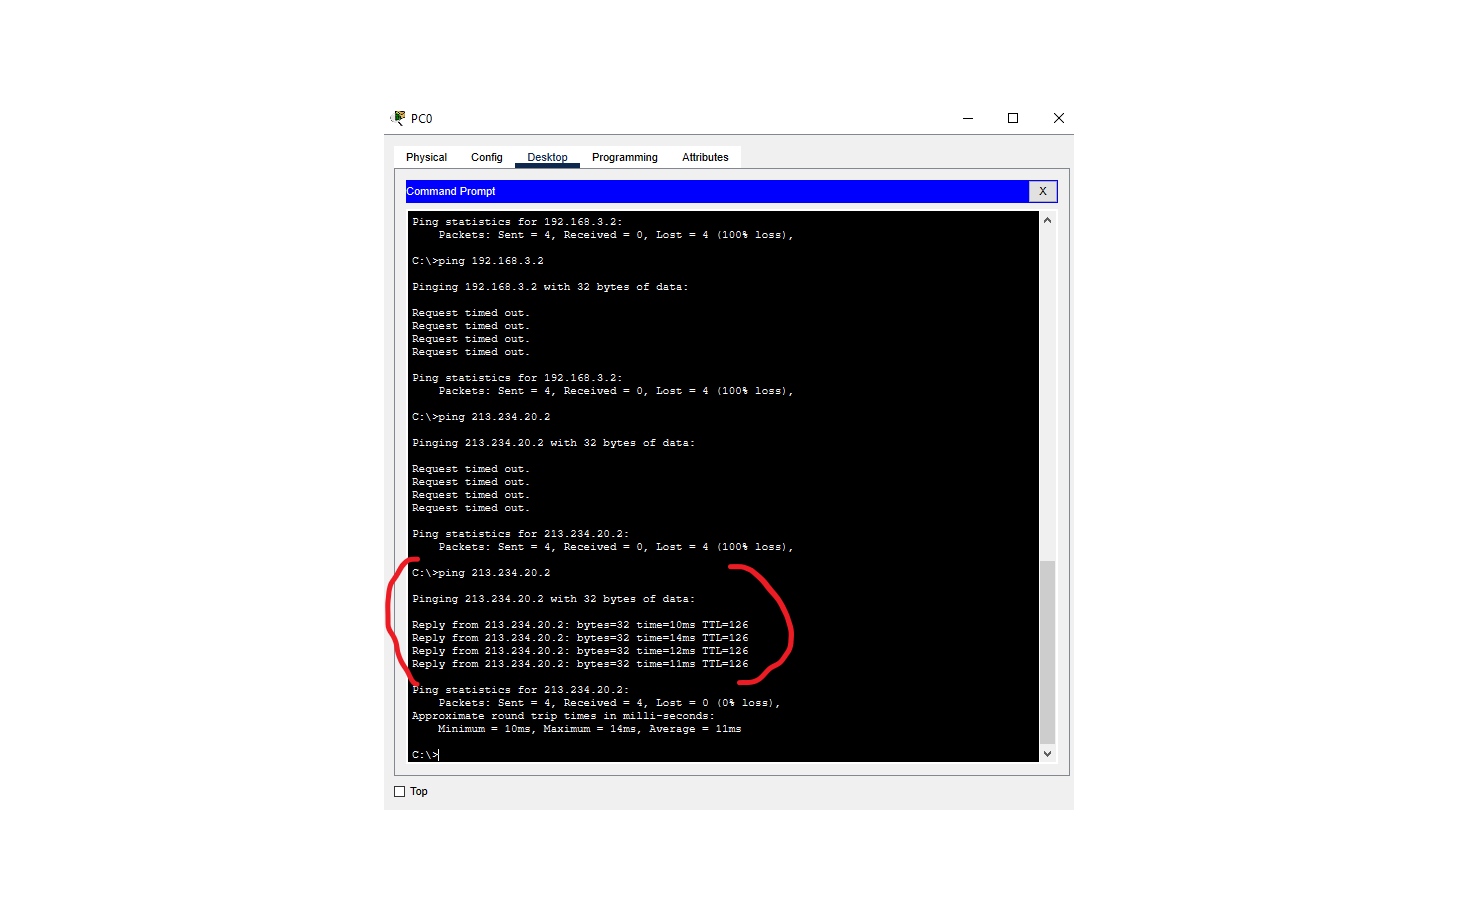 PC0
Physical Config Desktop Programming Attributes
Command Prompt X
Ping statistics for 192.168.3.2:
    Packets: Sent = 4, Received = 0, Lost = 4 (100% loss),
C:\>ping 192.168.3.2
Pinging 192.168.3.2 with 32 bytes of data:
Request timed out.
Request timed out.
Request timed out.
Request timed out.
Ping statistics for 192.168.3.2:
    Packets: Sent = 4, Received = 0, Lost = 4 (100% loss),
C:\>ping 213.234.20.2
Pinging 213.234.20.2 with 32 bytes of data:
Request timed out.
Request timed out.
Request timed out.
Request timed out.
Ping statistics for 213.234.20.2:
    Packets: Sent = 4, Received = 0, Lost = 4 (100% loss),
C:\>ping 213.234.20.2
Pinging 213.234.20.2 with 32 bytes of data:
Reply from 213.234.20.2: bytes=32 time=10ms TTL=126
Reply from 213.234.20.2: bytes=32 time=14ms TTL=126
Reply from 213.234.20.2: bytes=32 time=12ms TTL=126
Reply from 213.234.20.2: bytes=32 time=11ms TTL=126
Ping statistics for 213.234.20.2:
    Packets: Sent = 4, Received = 4, Lost = 0 (0% loss),
Approximate round trip times in milli-seconds:
    Minimum = 10ms, Maximum = 14ms, Average = 11ms
C:\>
Top